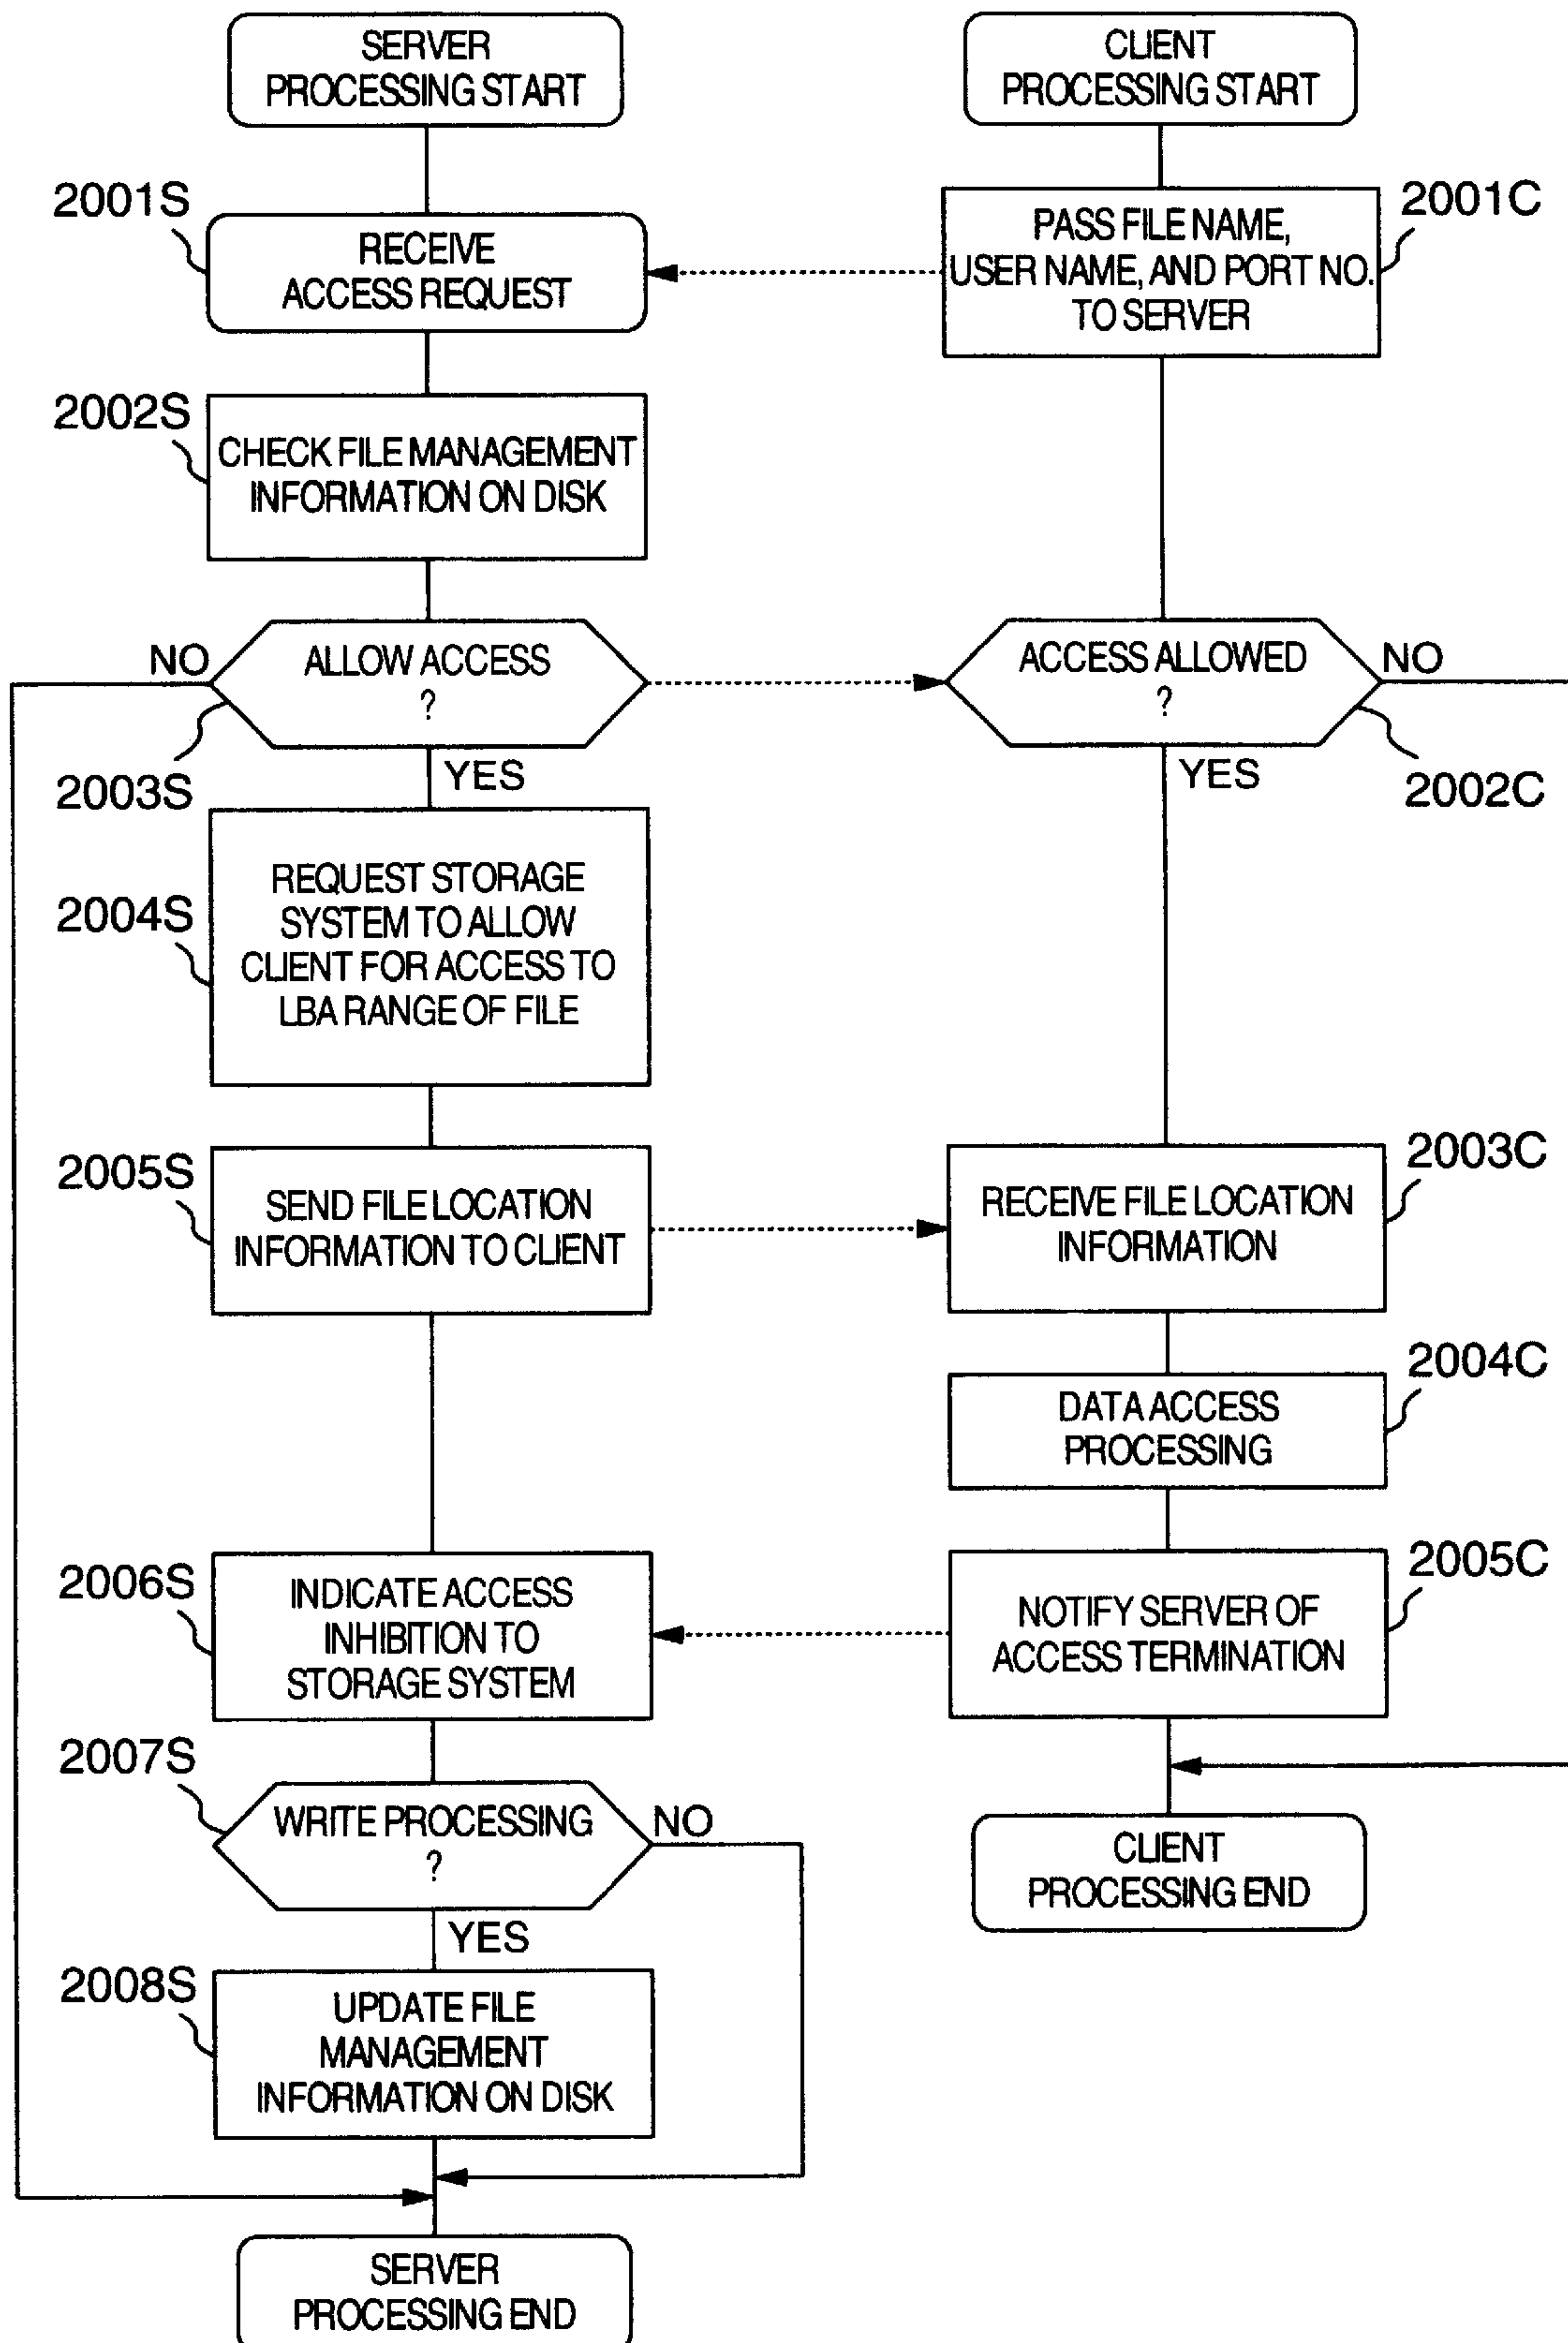 SERVER
PROCESSING START
CLIENT
PROCESSING START
2001S
RECEIVE
ACCESS REQUEST
PASS FILE NAME,
USER NAME, AND PORT NO.
TO SERVER
2001C
2002S
CHECK FILE MANAGEMENT
INFORMATION ON DISK
NO
ALLOW ACCESS
?
2003S
YES
ACCESS ALLOWED
?
NO
YES
2002C
2004S
REQUEST STORAGE
SYSTEM TO ALLOW
CLIENT FOR ACCESS TO
LBA RANGE OF FILE
2005S
SEND FILE LOCATION
INFORMATION TO CLIENT
RECEIVE FILE LOCATION
INFORMATION
2003C
DATA ACCESS
PROCESSING
2004C
2006S
INDICATE ACCESS
INHIBITION TO
STORAGE SYSTEM
NOTIFY SERVER OF
ACCESS TERMINATION
2005C
2007S
WRITE PROCESSING
?
NO
YES
CLIENT
PROCESSING END
2008S
UPDATE FILE
MANAGEMENT
INFORMATION ON DISK
SERVER
PROCESSING END